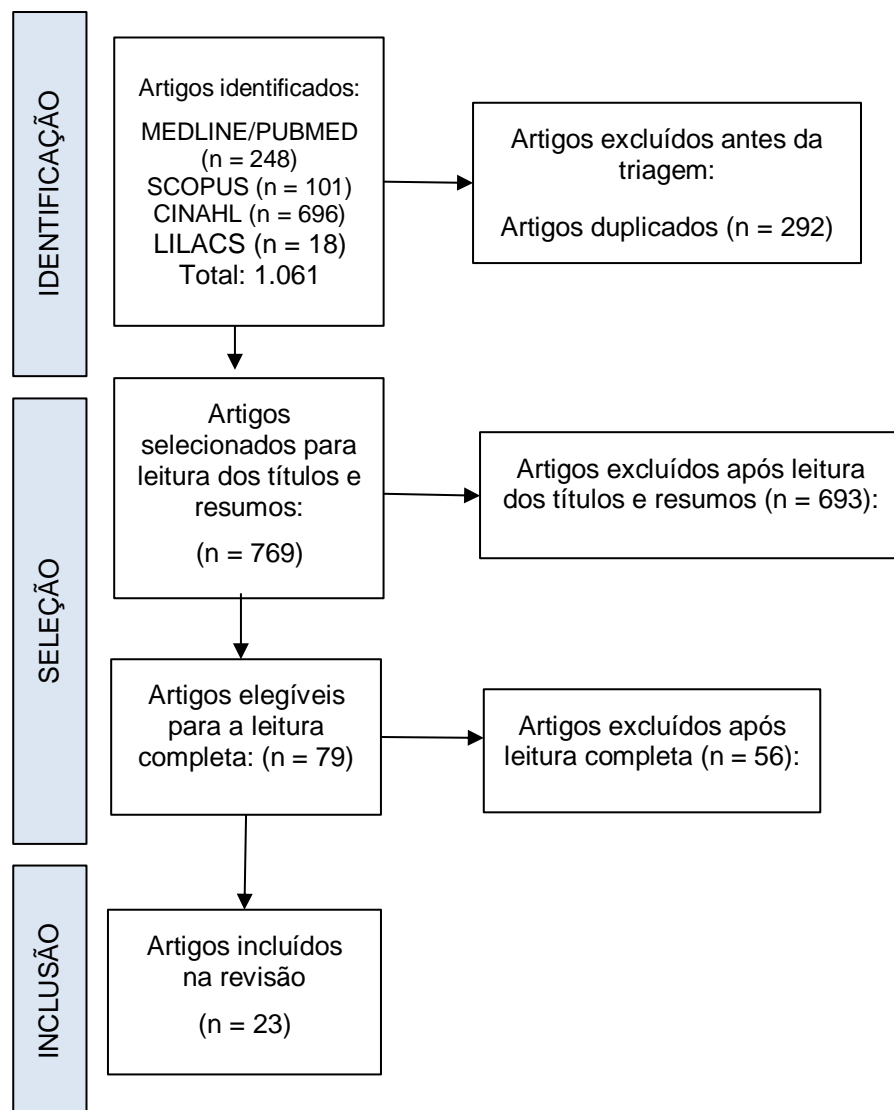 IDENTIFICAÇÃO
Artigos identificados:
MEDLINE/PUBMED
(n = 248)
SCOPUS (n = 101)
CINAHL (n = 696)
LILACS (n = 18)
Total: 1.061
Artigos excluídos antes da
triagem:
Artigos duplicados (n = 292)
SELEÇÃO
Artigos
selecionados para
leitura dos títulos e
resumos:
(n = 769)
Artigos excluídos após leitura
dos títulos e resumos (n = 693):
Artigos elegíveis
para a leitura
completa: (n = 79)
Artigos excluídos após
leitura completa (n = 56):
INCLUSÃO
Artigos incluídos
na revisão
(n = 23)